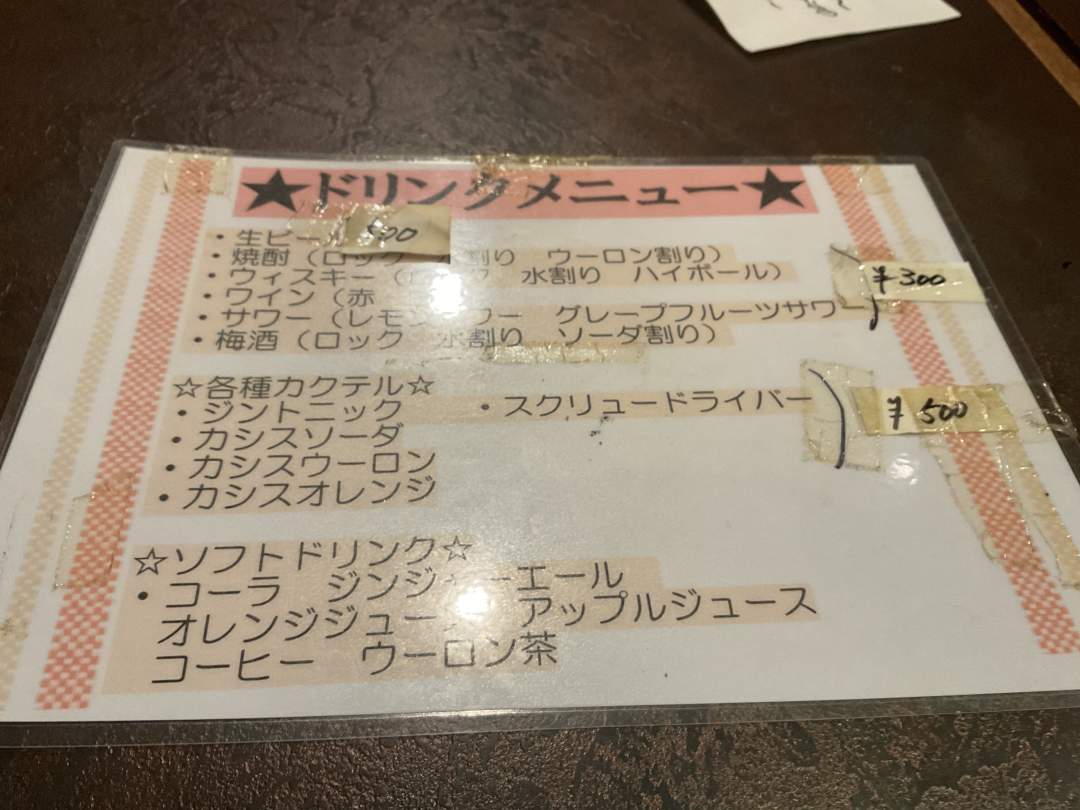 ★ドリンクメニュー★
・生ビール 500
・焼酎（ロック 割り ウーロン割り）
・ウィスキー（ 水割り ハイボール）
・ワイン（赤
・サワー（レモン ワー グレープフルーツサワー
・梅酒（ロック 水割り ソーダ割り）
¥300
☆各種カクテル☆
・ジントニック ・スクリュードライバー
・カシスソーダ
・カシスウーロン
・カシスオレンジ
¥500
☆ソフトドリンク☆
・コーラ ジンジャーエール
オレンジジュース アップルジュース
コーヒー ウーロン茶